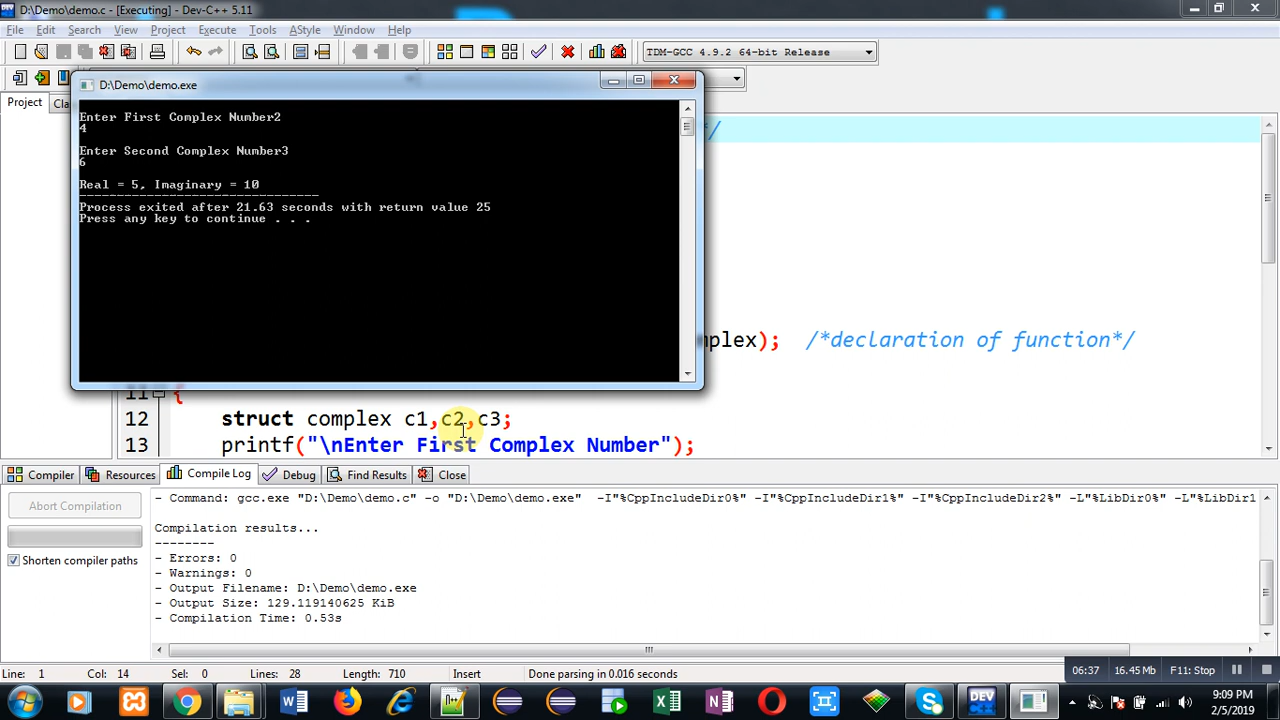 D:\Demo\demo.c - [Executing] - Dev-C++ 5.11
File Edit Search View Project Execute Tools AStyle Window Help
TDM-GCC 4.9.2 64-bit Release
D:\Demo\demo.exe
Project Cla
Enter First Complex Number2
4
Enter Second Complex Number3
6
Real = 5, Imaginary = 10
--------------------------------
Process exited after 21.63 seconds with return value 25
Press any key to continue . . .
*/
mplex); /*declaration of function*/
11 {
12 struct complex c1,c2,c3;
13 printf("\nEnter First Complex Number");
Compiler Resources Compile Log Debug Find Results Close
Abort Compilation
Shorten compiler paths
- Command: gcc.exe "D:\Demo\demo.c" -o "D:\Demo\demo.exe" -I"%CppIncludeDir0%" -I"%CppIncludeDir1%" -I"%CppIncludeDir2%" -L"%LibDir0%" -L"%LibDir1
Compilation results...
--------
- Errors: 0
- Warnings: 0
- Output Filename: D:\Demo\demo.exe
- Output Size: 129.119140625 KiB
- Compilation Time: 0.53s
Line: 1 Col: 14 Sel: 0 Lines: 28 Length: 710 Insert Done parsing in 0.016 seconds
06:37 16.45 Mb F11: Stop
DEV
C++
9:09 PM
2/5/2019